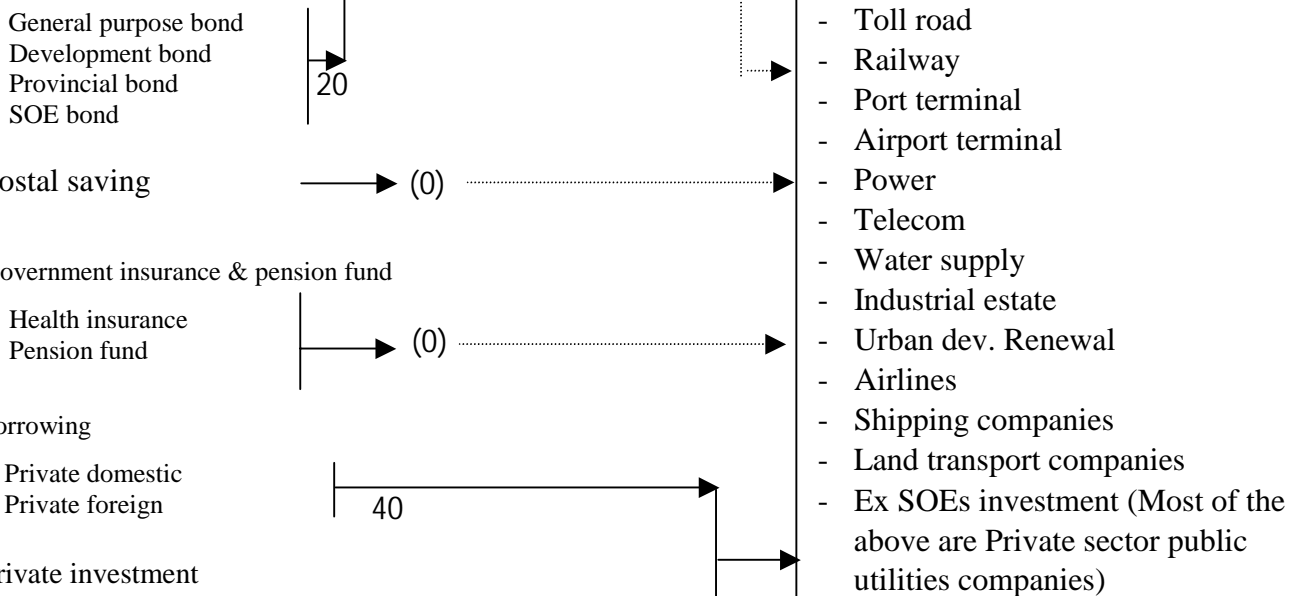 General purpose bond
Development bond
Provincial bond
SOE bond
20
ostal saving
(0)
overnment insurance & pension fund
Health insurance
Pension fund
(0)
orrowing
Private domestic
Private foreign
40
rivate investment
- Toll road
- Railway
- Port terminal
- Airport terminal
- Power
- Telecom
- Water supply
- Industrial estate
- Urban dev. Renewal
- Airlines
- Shipping companies
- Land transport companies
- Ex SOEs investment (Most of the
above are Private sector public
utilities companies)